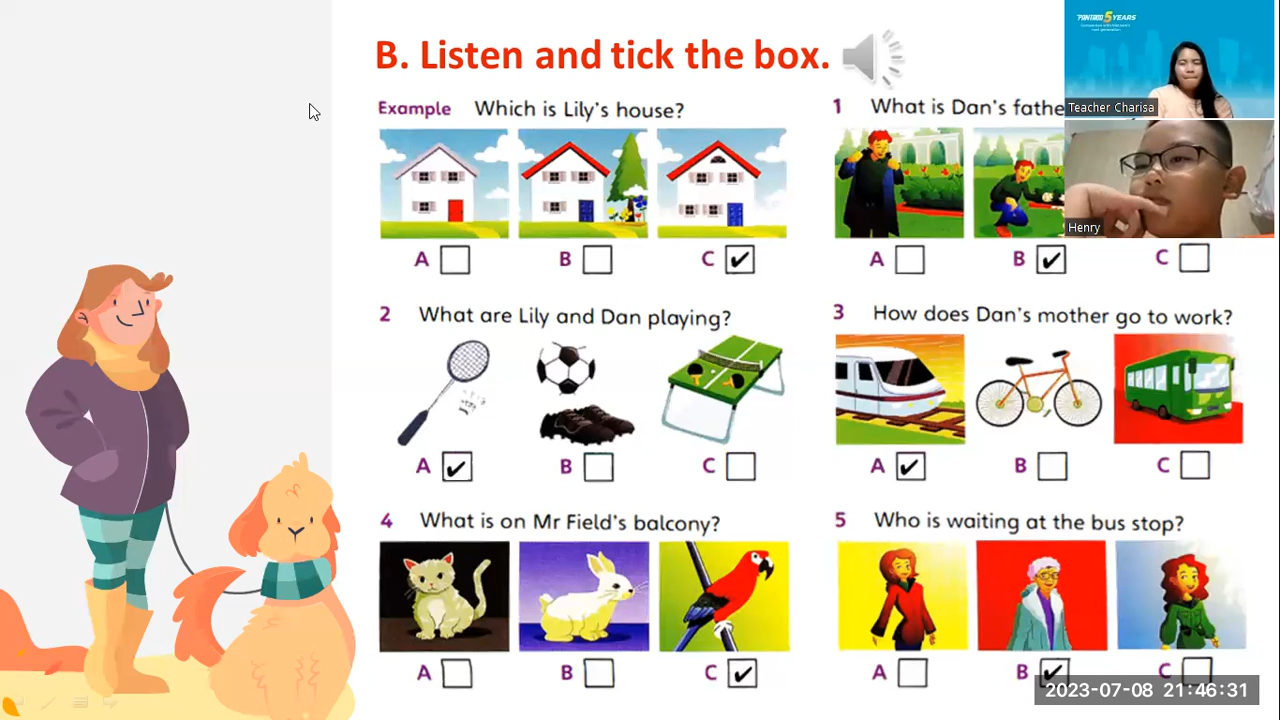 B. Listen and tick the box.
5 YEARS
Teacher Charisa
Henry
Example Which is Lily's house?
A B C
1 What is Dan's fathe
A B C
2 What are Lily and Dan playing?
A B C
3 How does Dan's mother go to work?
A B C
4 What is on Mr Field's balcony?
A B C
5 Who is waiting at the bus stop?
A B C
2023-07-08 21:46:31